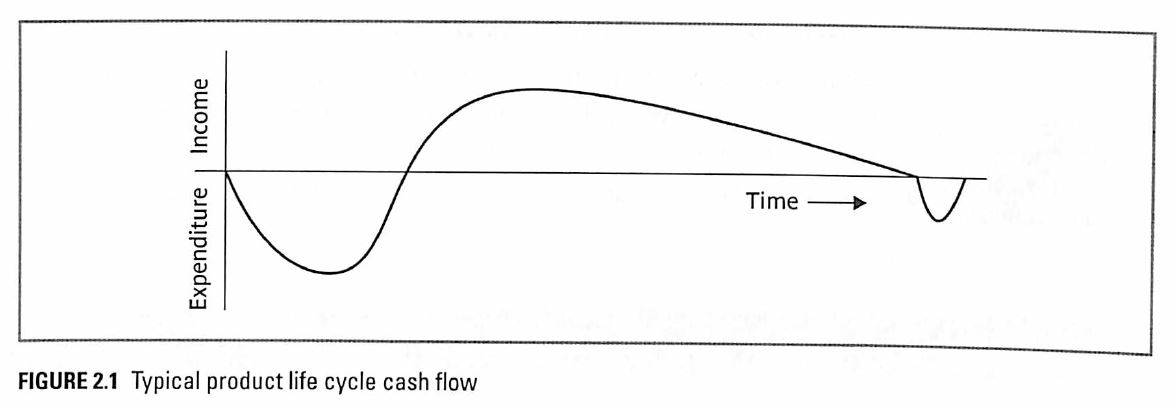 Income
Expenditure
Time
FIGURE 2.1 Typical product life cycle cash flow